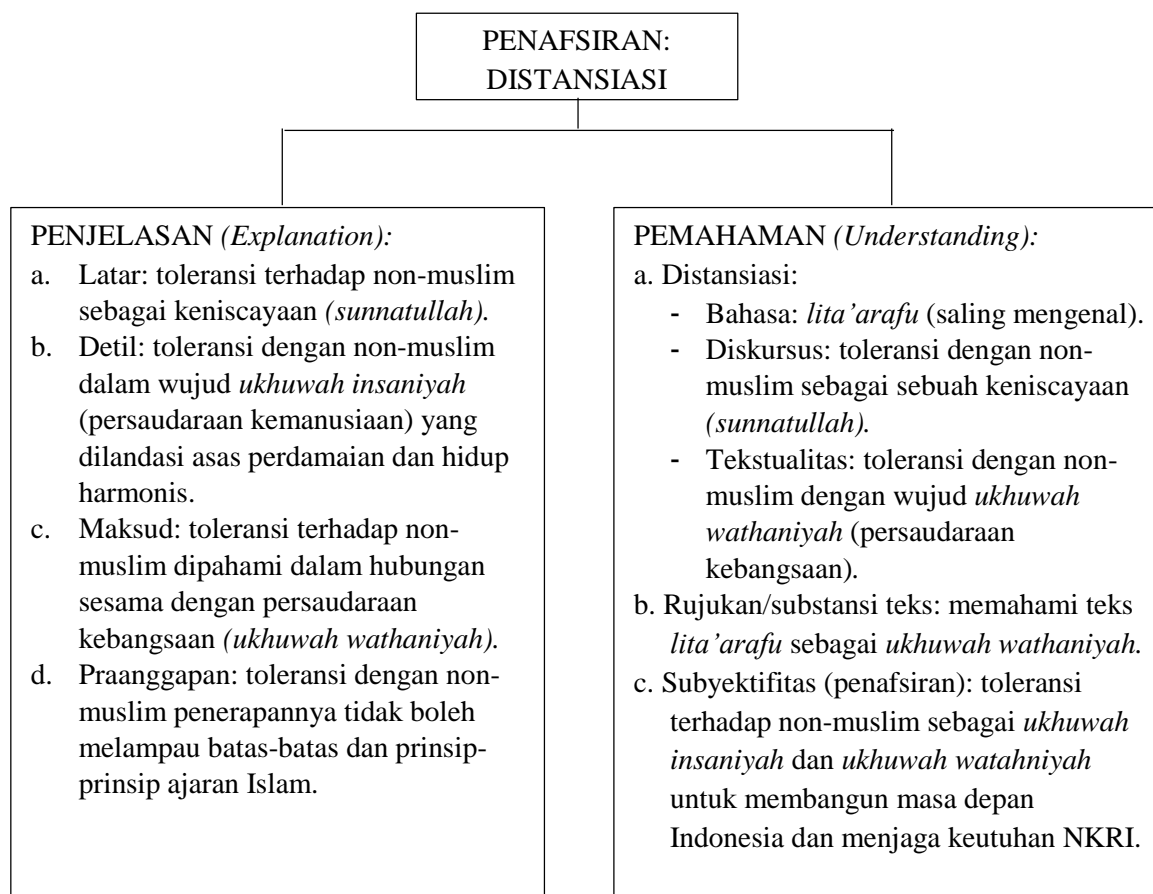 PENAFSIRAN:
DISTANSIASI
PENJELASAN (Explanation):
a. Latar: toleransi terhadap non-muslim
sebagai keniscayaan (sunnatullah).
b. Detil: toleransi dengan non-muslim
dalam wujud ukhuwah insaniyah
(persaudaraan kemanusiaan) yang
dilandasi asas perdamaian dan hidup
harmonis.
c. Maksud: toleransi terhadap non-
muslim dipahami dalam hubungan
sesama dengan persaudaraan
kebangsaan (ukhuwah wathaniyah).
d. Praanggapan: toleransi dengan non-
muslim penerapannya tidak boleh
melampau batas-batas dan prinsip-
prinsip ajaran Islam.
PEMAHAMAN (Understanding):
a. Distansiasi:
- Bahasa: lita’arafu (saling mengenal).
- Diskursus: toleransi dengan non-
muslim sebagai sebuah keniscayaan
(sunnatullah).
- Tekstualitas: toleransi dengan non-
muslim dengan wujud ukhuwah
wathaniyah (persaudaraan
kebangsaan).
b. Rujukan/substansi teks: memahami teks
lita’arafu sebagai ukhuwah wathaniyah.
c. Subyektifitas (penafsiran): toleransi
terhadap non-muslim sebagai ukhuwah
insaniyah dan ukhuwah watahniyah
untuk membangun masa depan
Indonesia dan menjaga keutuhan NKRI.